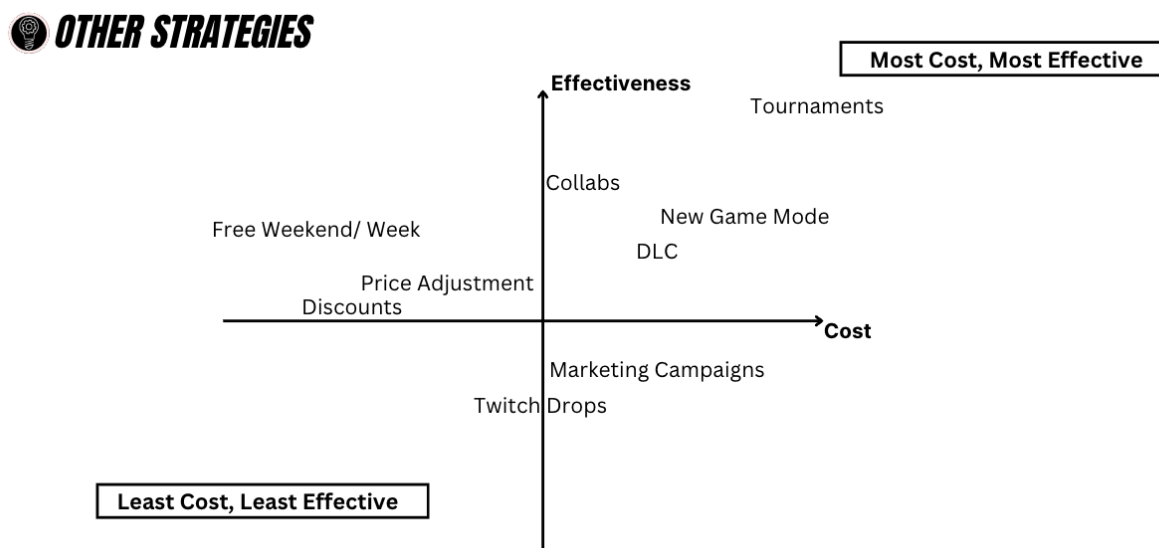 OTHER STRATEGIES
Most Cost, Most Effective
Effectiveness
Tournaments
Collabs
New Game Mode
Free Weekend/ Week
DLC
Price Adjustment
Discounts
Cost
Marketing Campaigns
Twitch Drops
Least Cost, Least Effective